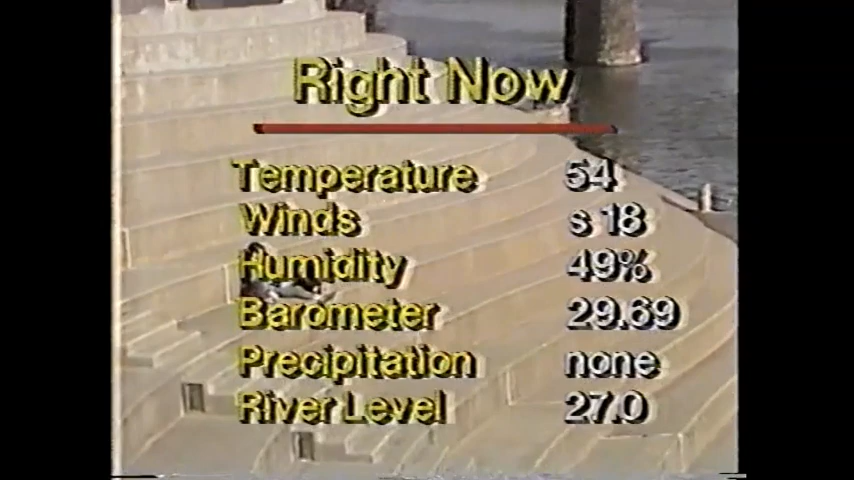 Right Now
Temperature 54
Winds s 18
Humidity 49%
Barometer 29.69
Precipitation none
River Level 27.0